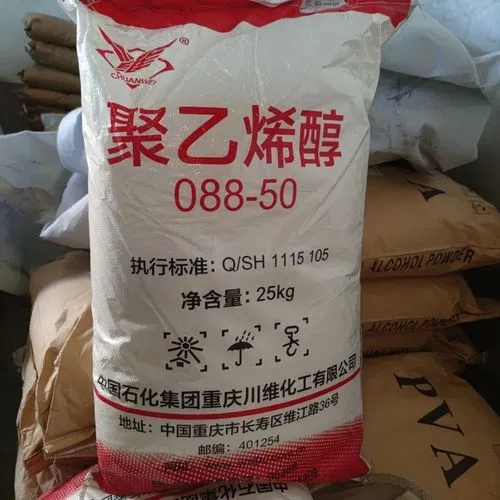 CHUANWEI
®
聚乙烯醇
088-50
执行标准：Q/SH 1115 105
净含量：25kg
中国石化集团重庆川维化工有限公司
地址：中国重庆市长寿区维江路36号
邮编：401254
PVA
ALCOHOL POWDER
PVA